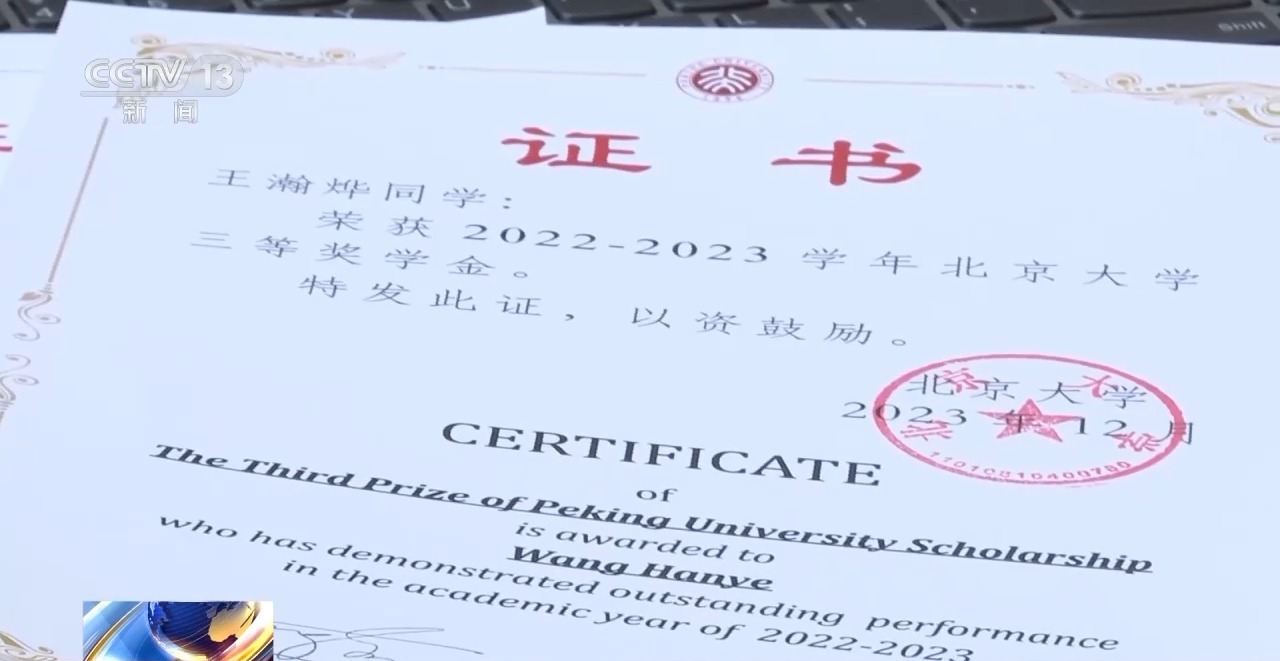 CCTV 13
新闻
Shift
证书
王瀚烨同学：
荣获2022-2023学年北京大学
三等奖学金。
特发此证，以资鼓励。
北京大学
2023年12月
CERTIFICATE
of
The Third Prize of Peking University Scholarship
is awarded to
Wang Hanye
who has demonstrated outstanding performance
in the academic year of 2022-2023